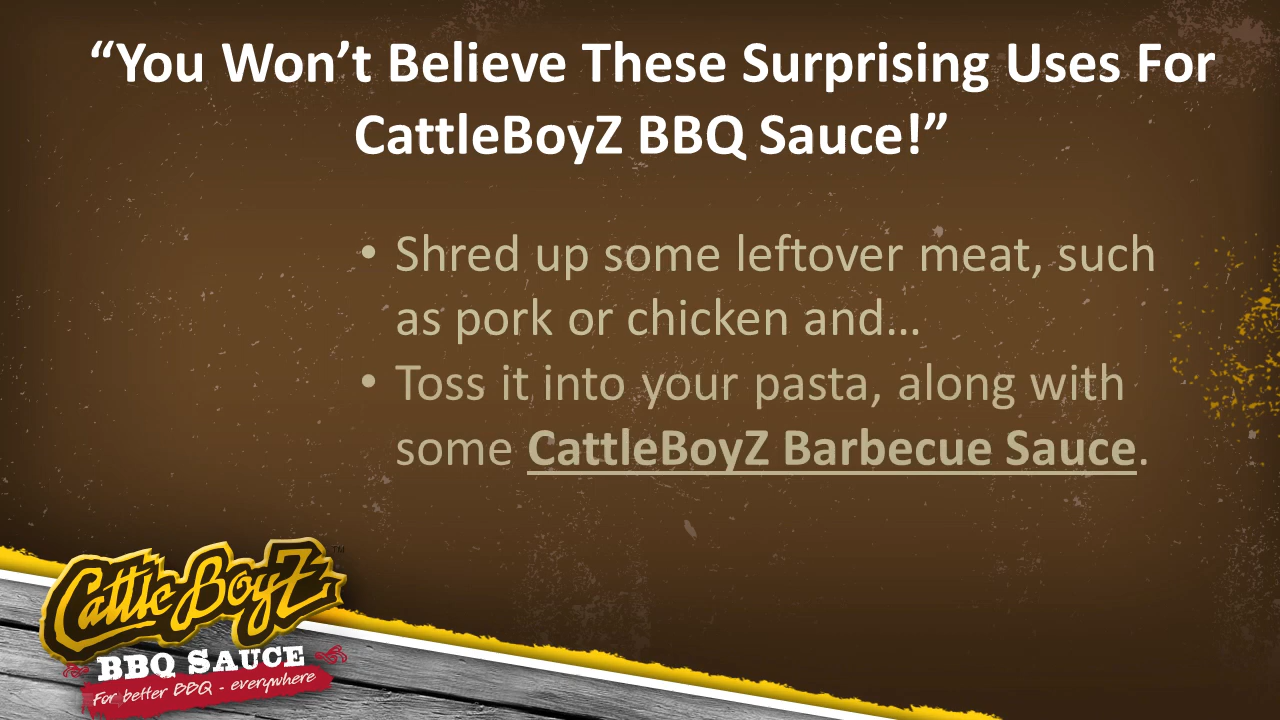 “You Won’t Believe These Surprising Uses For
CattleBoyZ BBQ Sauce!”
• Shred up some leftover meat, such
as pork or chicken and…
• Toss it into your pasta, along with
some CattleBoyZ Barbecue Sauce.
CattleBoyZ™
BBQ SAUCE
For better BBQ - everywhere